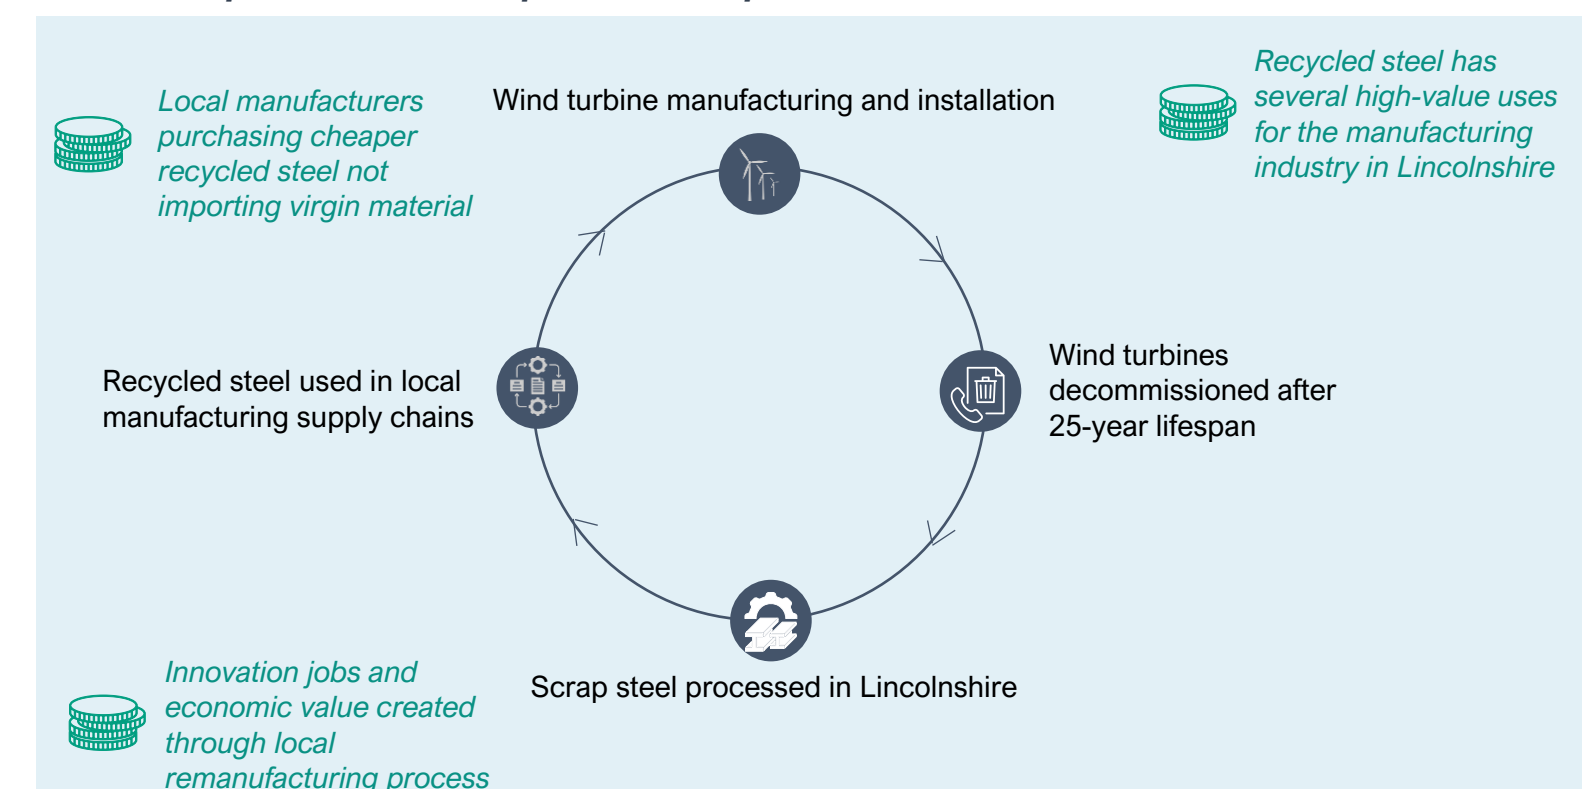 Local manufacturers
purchasing cheaper
recycled steel not
importing virgin material
Wind turbine manufacturing and installation
Recycled steel has
several high-value uses
for the manufacturing
industry in Lincolnshire
Recycled steel used in local
manufacturing supply chains
Wind turbines
decommissioned after
25-year lifespan
Scrap steel processed in Lincolnshire
Innovation jobs and
economic value created
through local
remanufacturing process